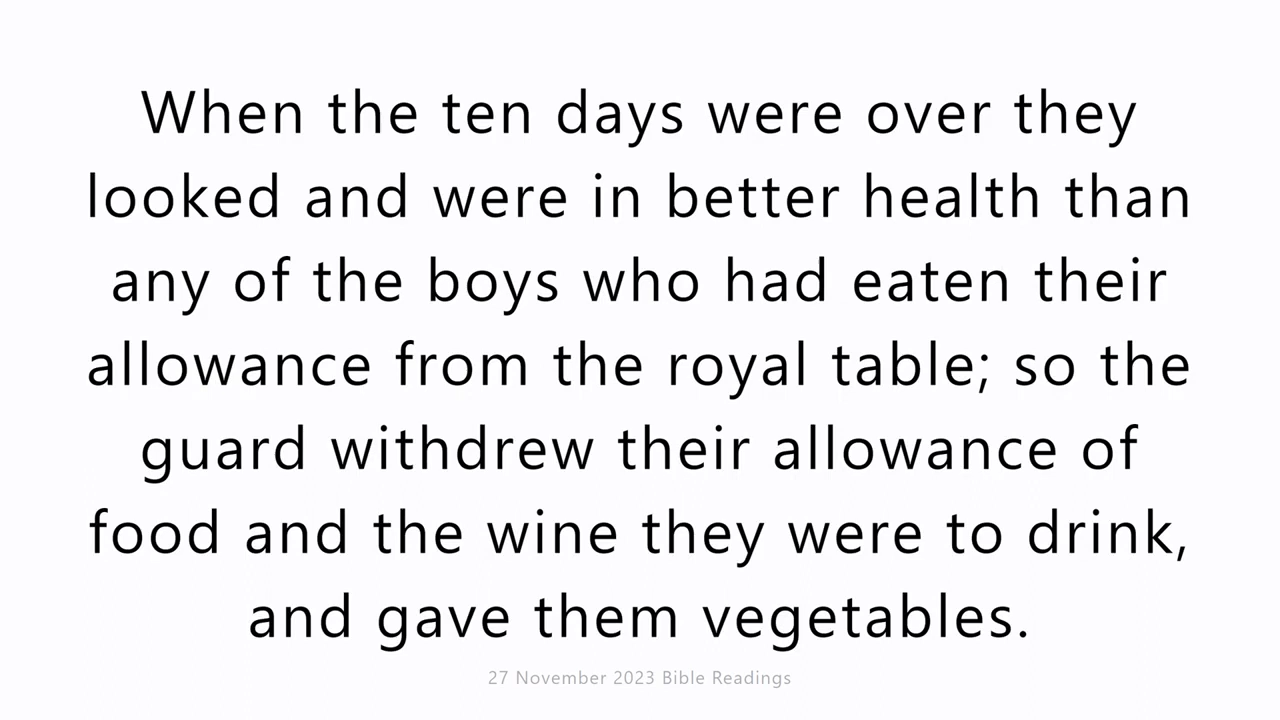 When the ten days were over they
looked and were in better health than
any of the boys who had eaten their
allowance from the royal table; so the
guard withdrew their allowance of
food and the wine they were to drink,
and gave them vegetables.
27 November 2023 Bible Readings